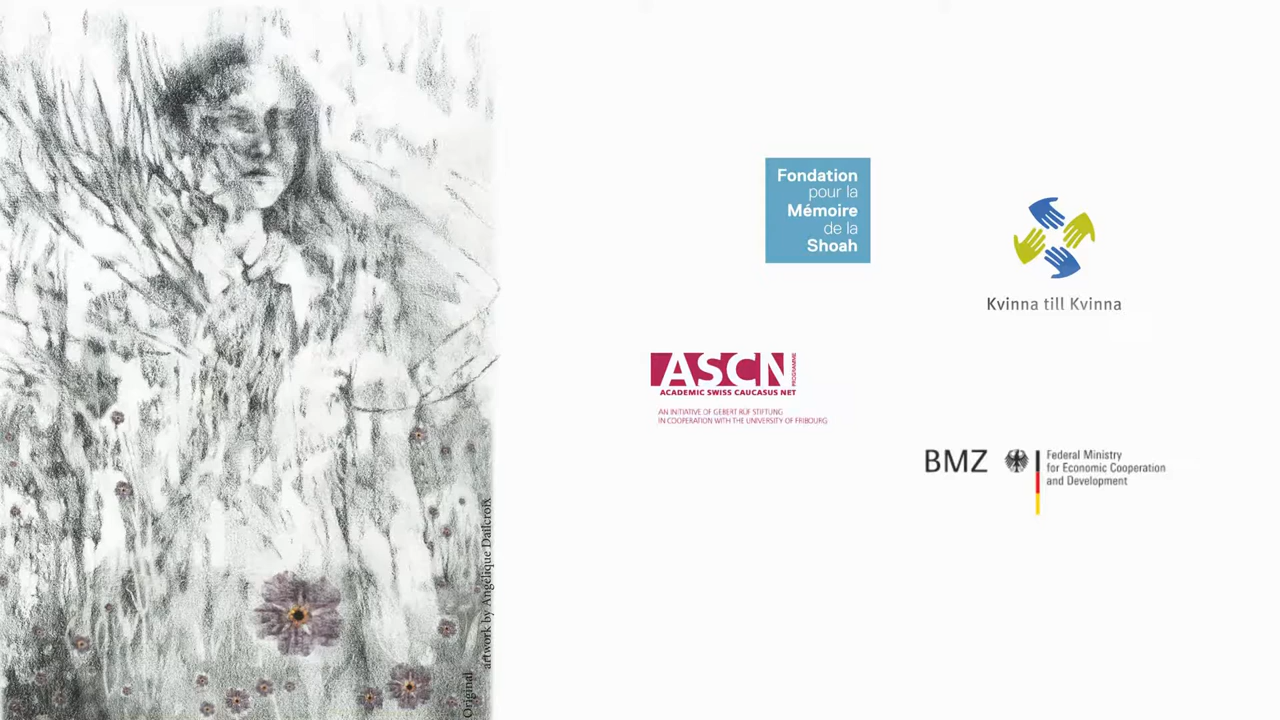 Fondation
pour la
Mémoire
de la
Shoah
Kvinna till Kvinna
ASCN
PROGRAMME
ACADEMIC SWISS CAUCASUS NET
AN INITIATIVE OF GEBERT RÜF STIFTUNG
IN COOPERATION WITH THE UNIVERSITY OF FRIBOURG
BMZ
Federal Ministry
for Economic Cooperation
and Development
Original
artwork by Angelique Dailcroix